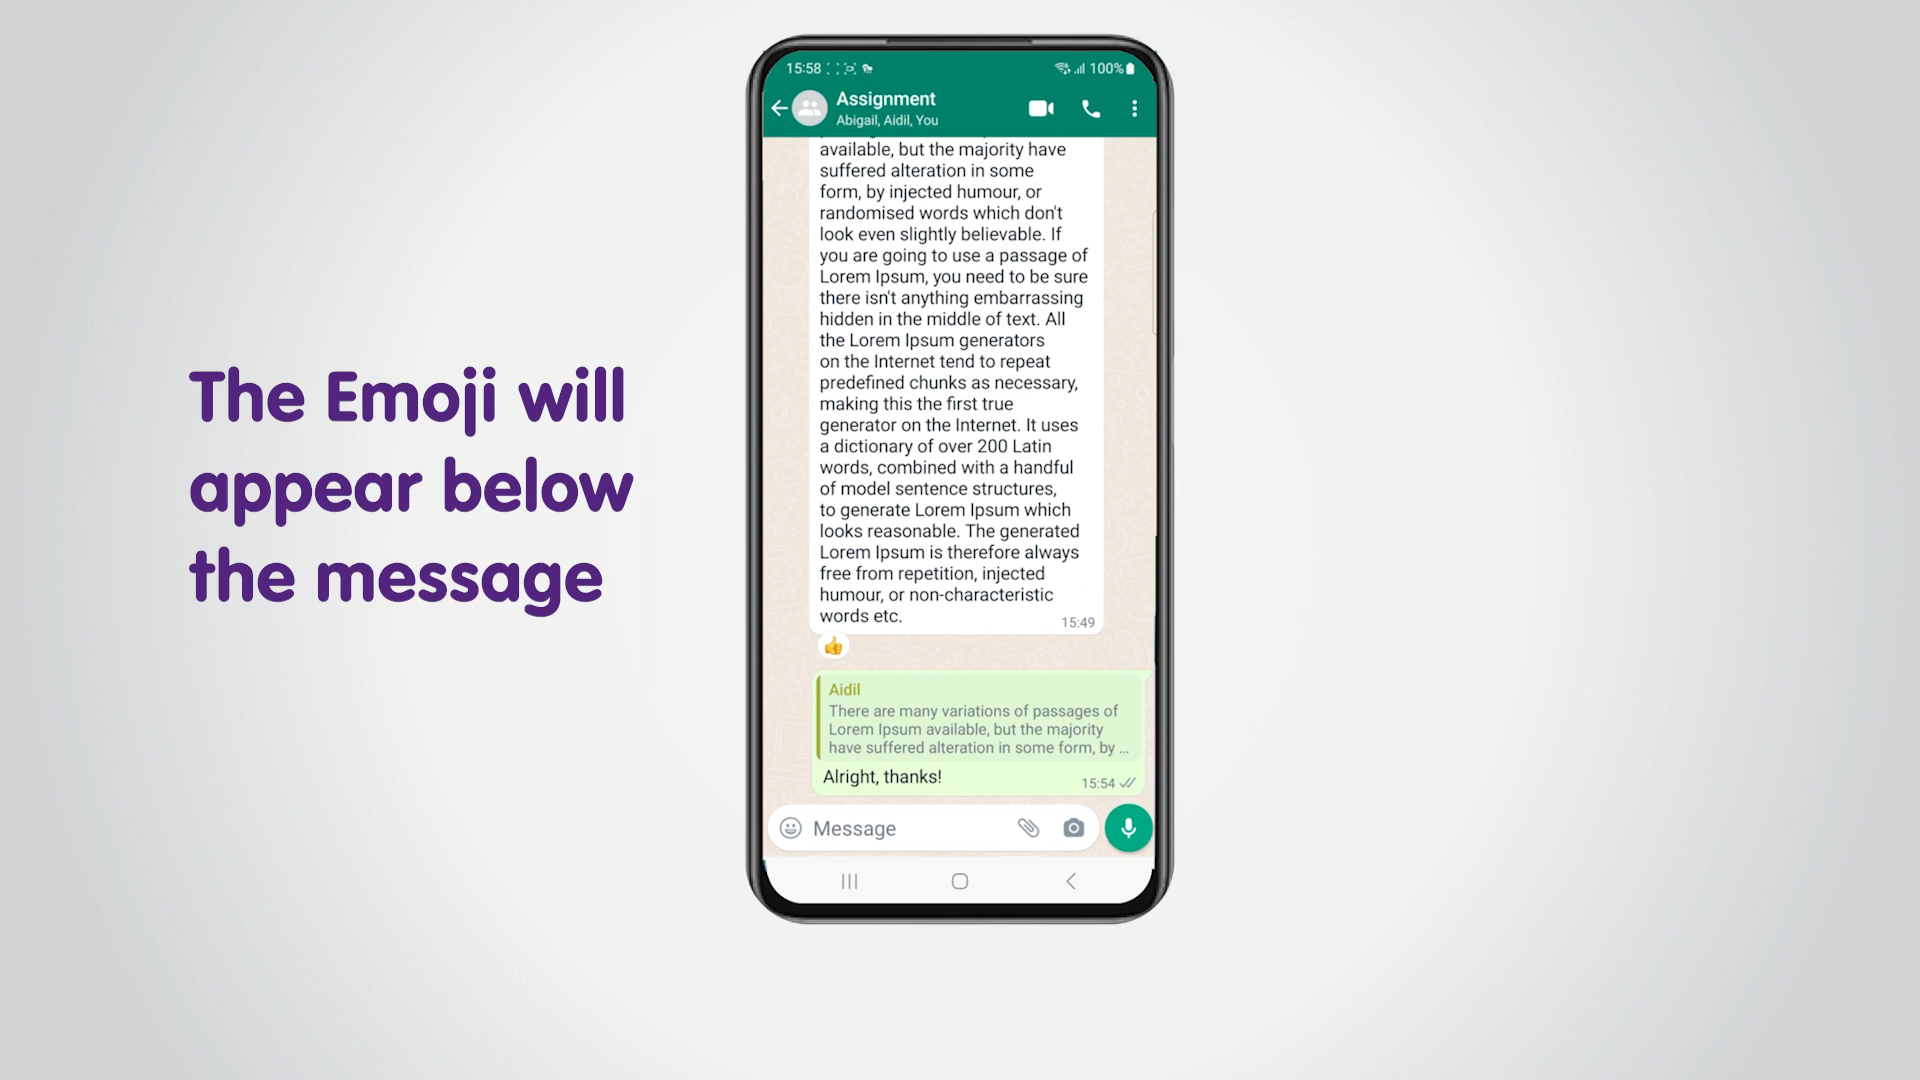 The Emoji will
appear below
the message
15:58
100%
Assignment
Abigail, Aidil, You
available, but the majority have
suffered alteration in some
form, by injected humour, or
randomised words which don't
look even slightly believable. If
you are going to use a passage of
Lorem Ipsum, you need to be sure
there isn't anything embarrassing
hidden in the middle of text. All
the Lorem Ipsum generators
on the Internet tend to repeat
predefined chunks as necessary,
making this the first true
generator on the Internet. It uses
a dictionary of over 200 Latin
words, combined with a handful
of model sentence structures,
to generate Lorem Ipsum which
looks reasonable. The generated
Lorem Ipsum is therefore always
free from repetition, injected
humour, or non-characteristic
words etc.
15:49
Aidil
There are many variations of passages of
Lorem Ipsum available, but the majority
have suffered alteration in some form, by ...
Alright, thanks!
15:54
Message